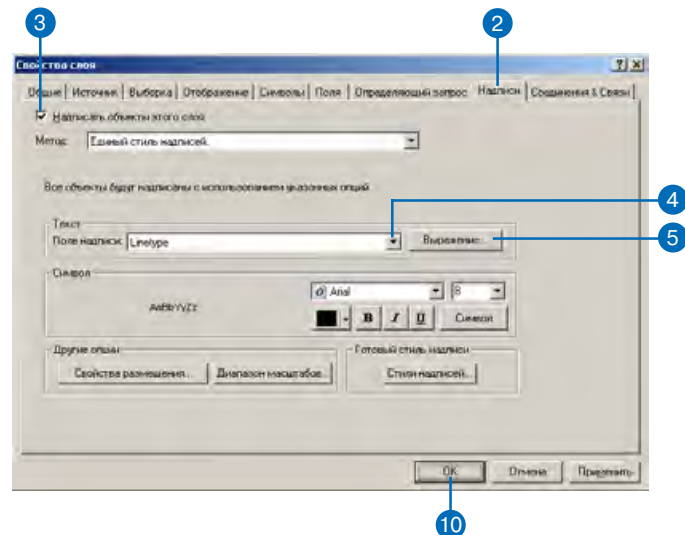 3
2
Свойства слоя
Общие Источник Выборка Отображение Символы Поля Определяющий запрос Надписи Соединения & Связи
Надписать объекты этого слоя
Метод: Единый стиль надписей.
Все объекты будут надписаны с использованием указанных опций.
4
Текст
Поле надписи: Linetype Выражение...
5
Символ
AaBbYyZz
Arial 8
B I U Символ
Другие опции Готовый стиль надписи
Свойства размещения... Диапазон масштабов... Стили надписей...
OK Отмена Применить
10